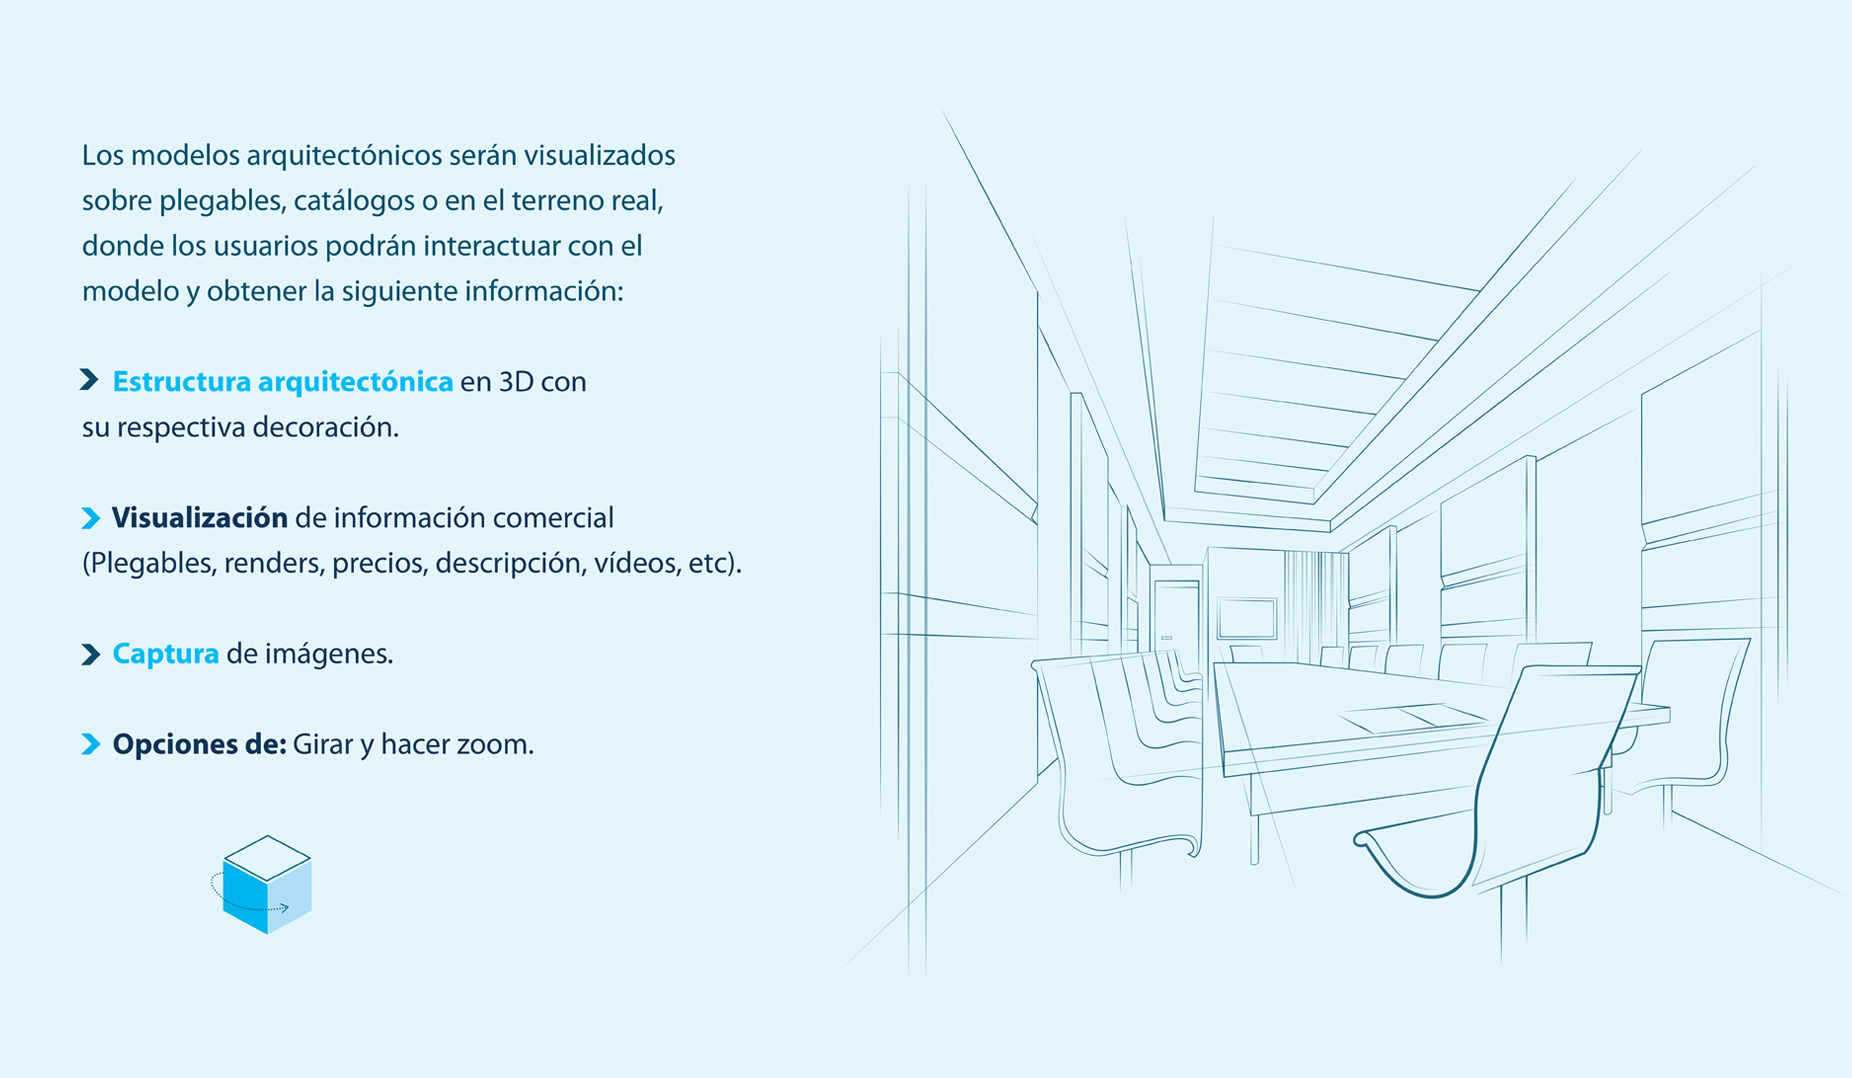 Los modelos arquitectónicos serán visualizados
sobre plegables, catálogos o en el terreno real,
donde los usuarios podrán interactuar con el
modelo y obtener la siguiente información:
Estructura arquitectónica en 3D con
su respectiva decoración.
Visualización de información comercial
(Plegables, renders, precios, descripción, vídeos, etc).
Captura de imágenes.
Opciones de: Girar y hacer zoom.